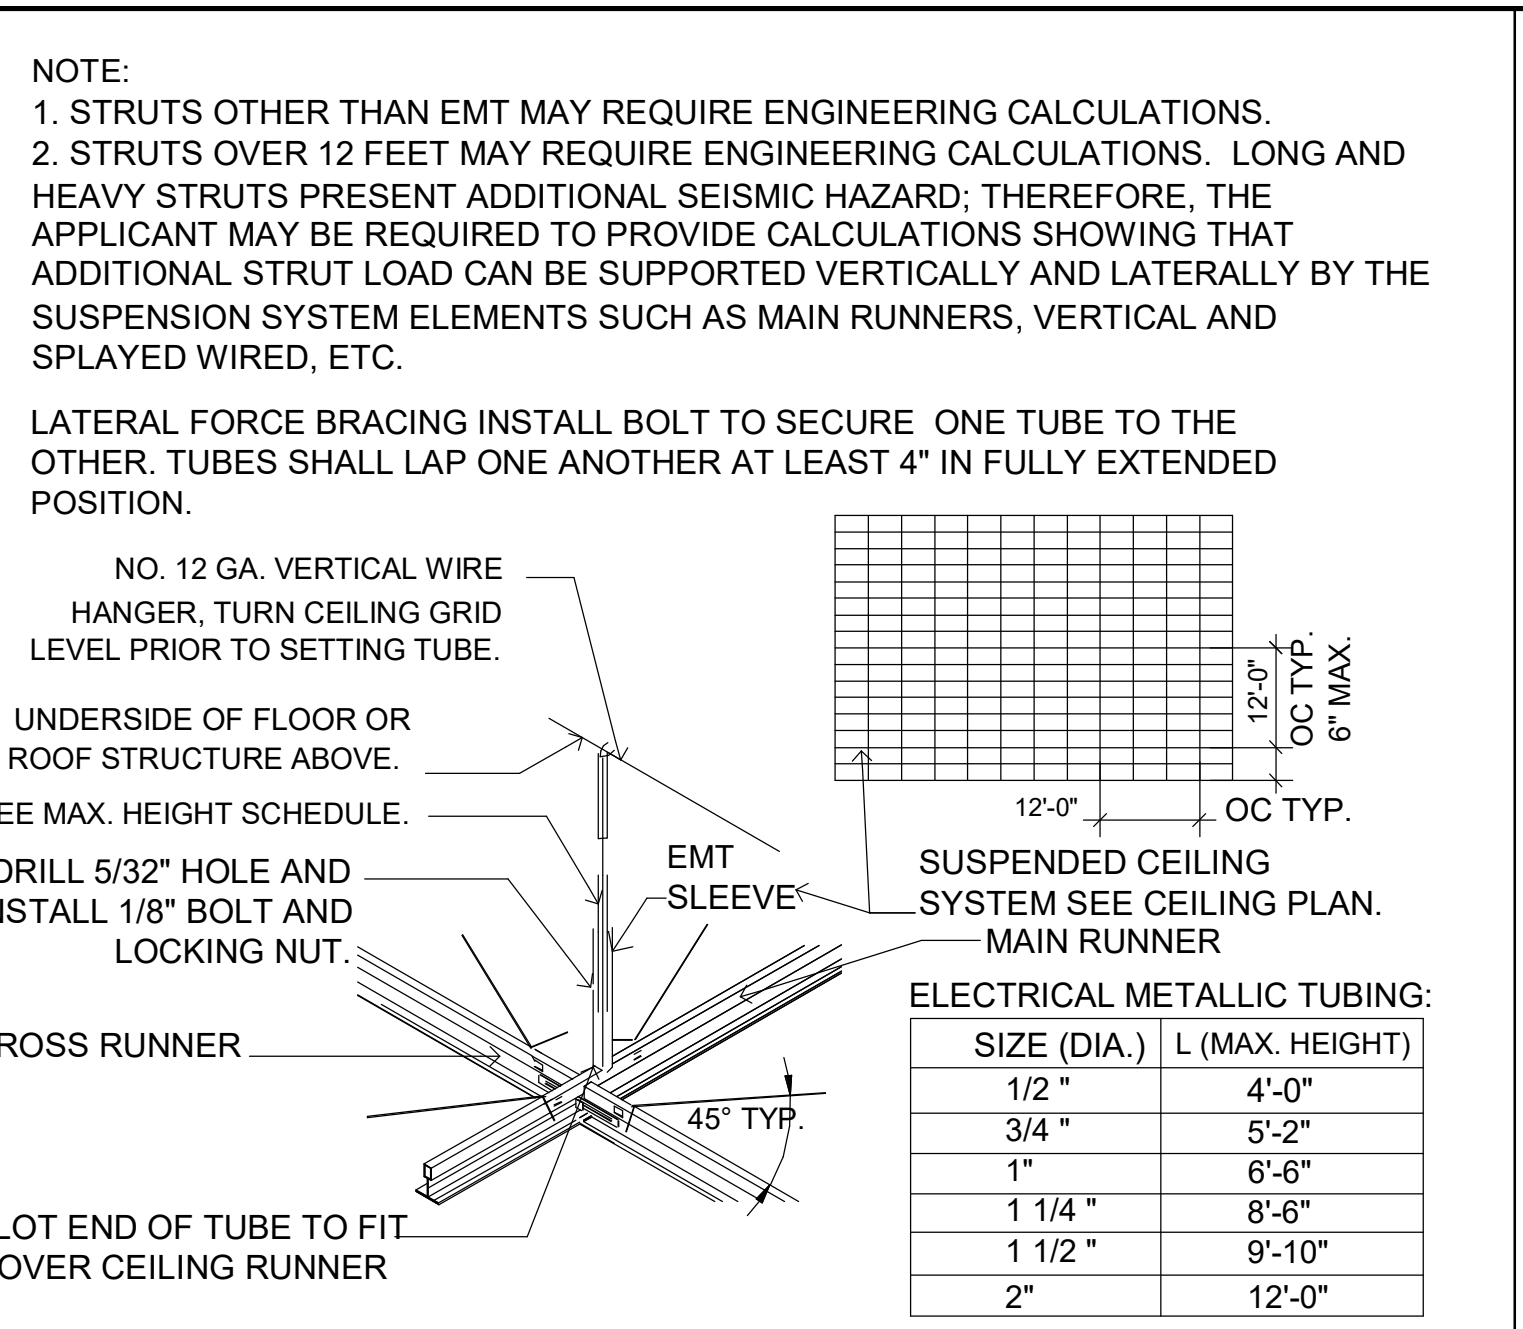 NOTE:
1. STRUTS OTHER THAN EMT MAY REQUIRE ENGINEERING CALCULATIONS.
2. STRUTS OVER 12 FEET MAY REQUIRE ENGINEERING CALCULATIONS. LONG AND
HEAVY STRUTS PRESENT ADDITIONAL SEISMIC HAZARD; THEREFORE, THE
APPLICANT MAY BE REQUIRED TO PROVIDE CALCULATIONS SHOWING THAT
ADDITIONAL STRUT LOAD CAN BE SUPPORTED VERTICALLY AND LATERALLY BY THE
SUSPENSION SYSTEM ELEMENTS SUCH AS MAIN RUNNERS, VERTICAL AND
SPLAYED WIRED, ETC.
LATERAL FORCE BRACING INSTALL BOLT TO SECURE ONE TUBE TO THE
OTHER. TUBES SHALL LAP ONE ANOTHER AT LEAST 4" IN FULLY EXTENDED
POSITION.
NO. 12 GA. VERTICAL WIRE
HANGER, TURN CEILING GRID
LEVEL PRIOR TO SETTING TUBE.
UNDERSIDE OF FLOOR OR
ROOF STRUCTURE ABOVE.
EE MAX. HEIGHT SCHEDULE.
DRILL 5/32" HOLE AND
NSTALL 1/8" BOLT AND
LOCKING NUT.
ROSS RUNNER
LOT END OF TUBE TO FIT
OVER CEILING RUNNER
EMT
SLEEVE
45° TYP.
12'-0"
OC TYP.
6" MAX.
12'-0" OC TYP.
SUSPENDED CEILING
SYSTEM SEE CEILING PLAN.
MAIN RUNNER
ELECTRICAL METALLIC TUBING:
SIZE (DIA.) L (MAX. HEIGHT)
1/2 " 4'-0"
3/4 " 5'-2"
1" 6'-6"
1 1/4 " 8'-6"
1 1/2 " 9'-10"
2" 12'-0"